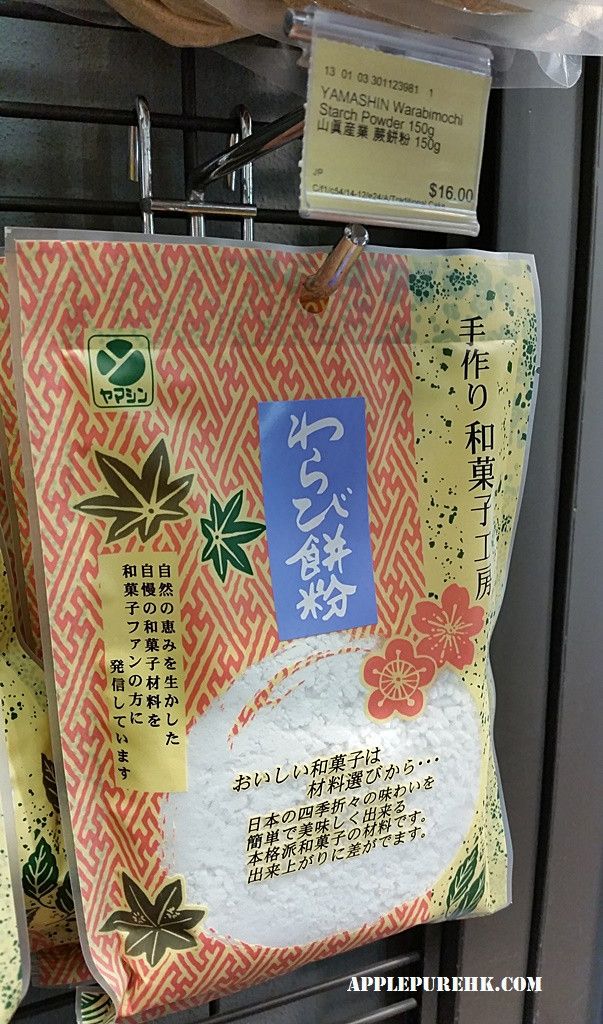 13 01 03 301123981 1
YAMASHIN Warabimochi
Starch Powder 150g
山眞産業 蕨餅粉 150g
JP
$16.00
手作り和菓子工房
ヤマシン
わらび餅粉
自然の恵みを生かした
自慢の和菓子材料を
和菓子ファンの方に
発信しています
おいしい和菓子は
材料選びから・・・
日本の四季折々の味わいを
簡単で美味しく出来る
本格派和菓子の材料です。
出来上がりに差がでます。
APPLEPUREHK.COM